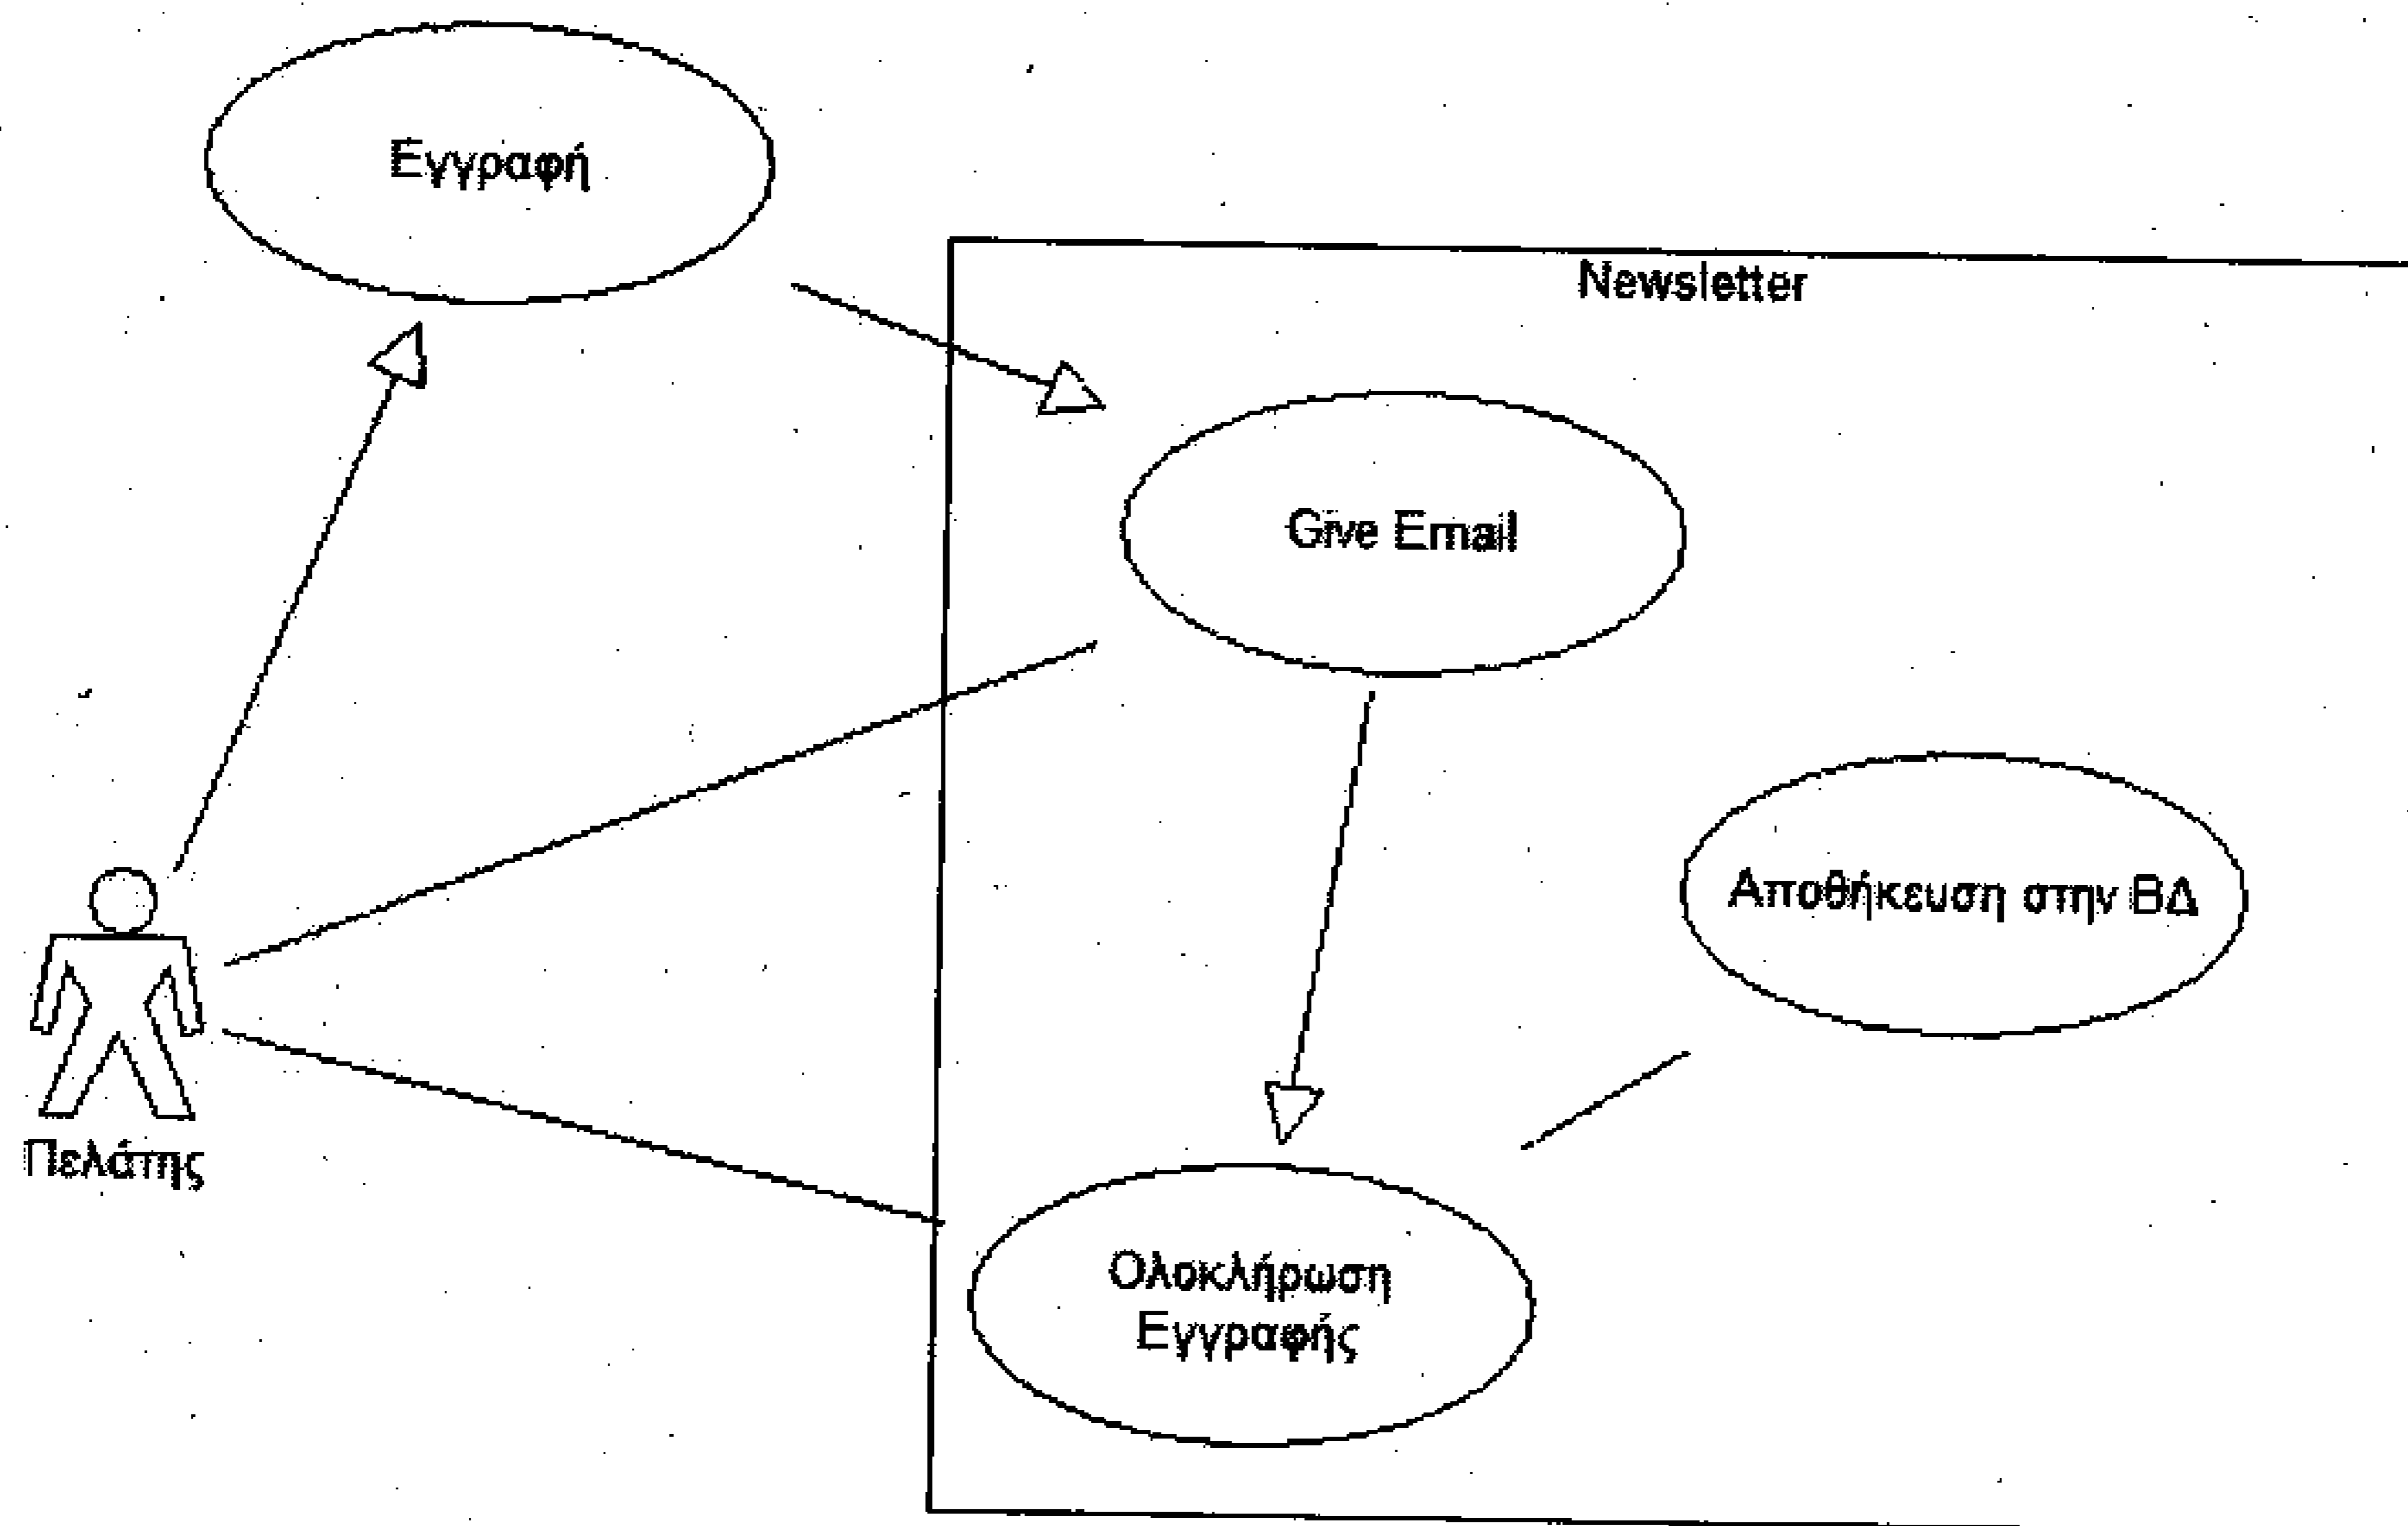 Εγγραφή
Newsletter
Give Email
Αποθήκευση στην ΒΔ
Πελάτης
Ολοκλήρωση
Εγγραφής